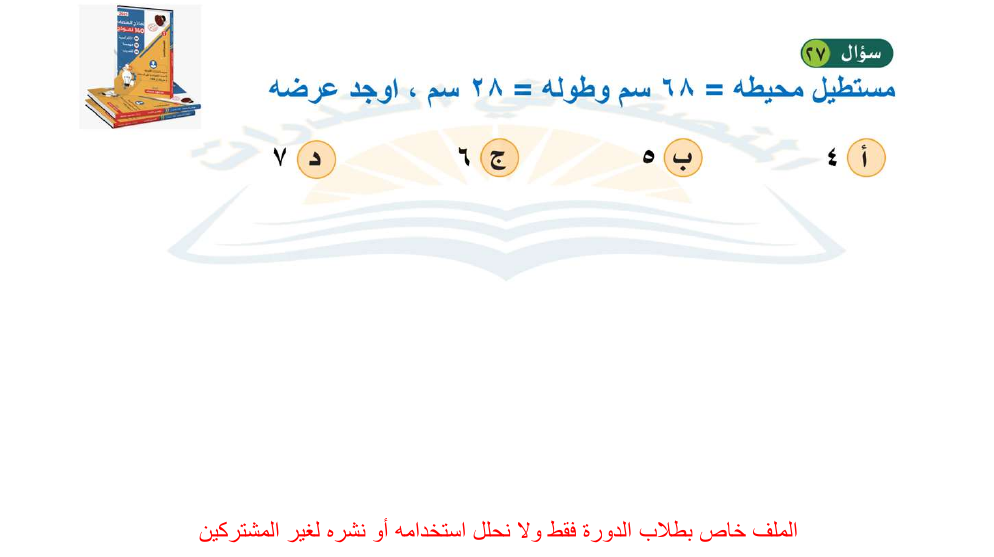 سؤال ٢٧
مستطيل محيطه = ٦٨ سم وطوله = ٢٨ سم ، اوجد عرضه
أ ٤ ب ٥ ج ٦ د ٧
الملف خاص بطلاب الدورة فقط ولا نحلل استخدامه أو نشره لغير المشتركين